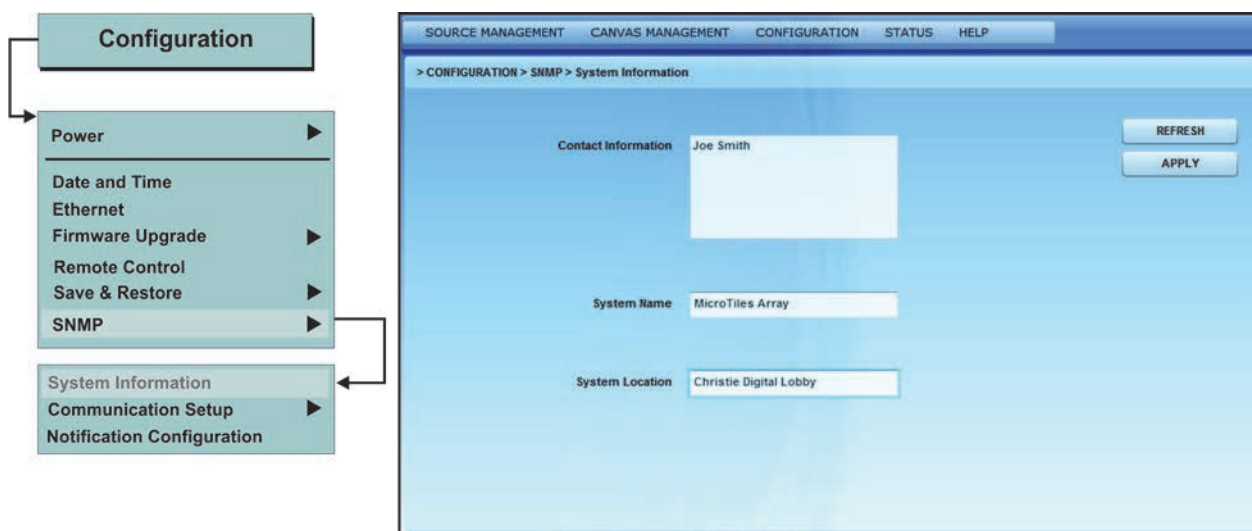 Configuration
Power
Date and Time
Ethernet
Firmware Upgrade
Remote Control
Save & Restore
SNMP
System Information
Communication Setup
Notification Configuration
SOURCE MANAGEMENT CANVAS MANAGEMENT CONFIGURATION STATUS HELP
> CONFIGURATION > SNMP > System Information
Contact Information Joe Smith
REFRESH
APPLY
System Name MicroTiles Array
System Location Christie Digital Lobby